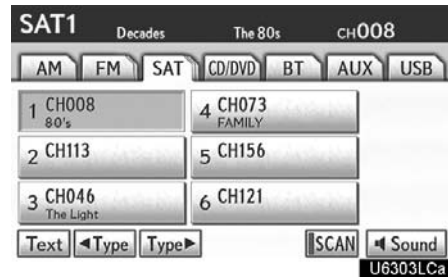 SAT1 Decades The 80s CH008
AM FM SAT CD/DVD BT AUX USB
1 CH008 4 CH073
80's FAMILY
2 CH113 5 CH156
3 CH046 6 CH121
The Light
Text ◄Type Type► SCAN Sound
U6303LCa